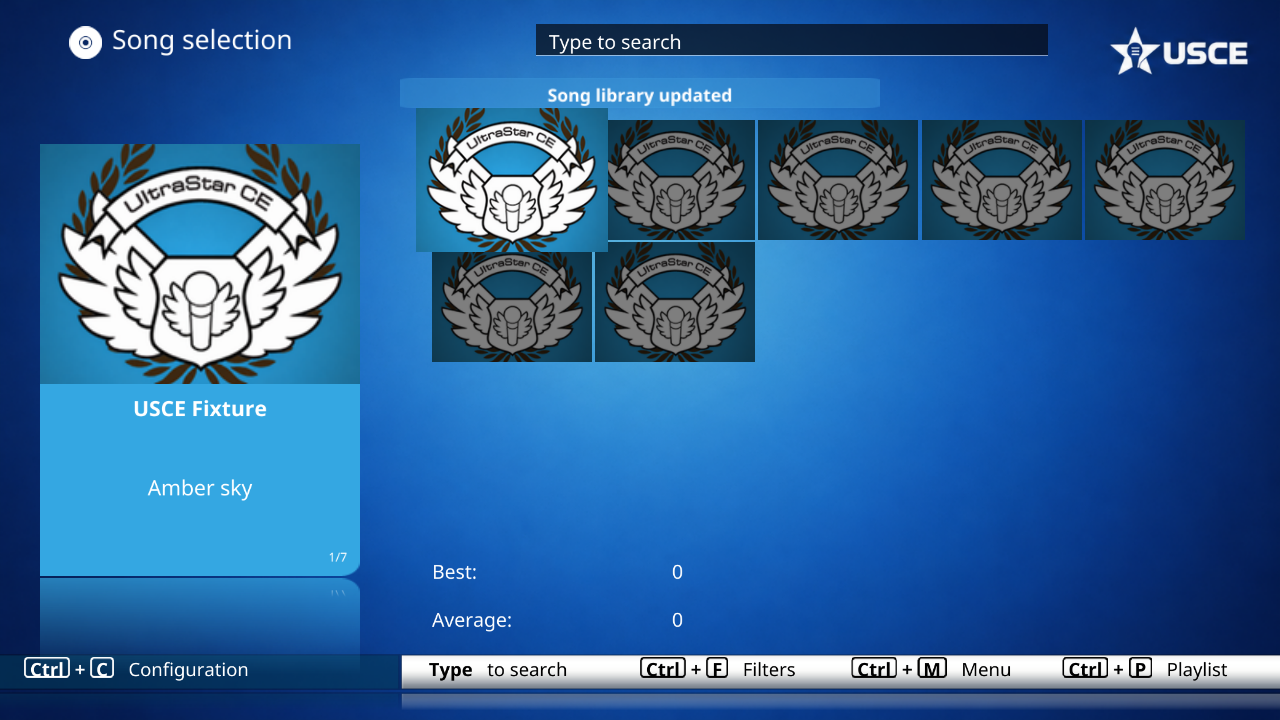 Song selection
Type to search
USCE
Song library updated
UltraStar CE
UltraStar CE
UltraStar CE
UltraStar CE
UltraStar CE
UltraStar CE
UltraStar CE
UltraStar CE
USCE Fixture
Amber sky
1/7
Best: 0
Average: 0
Ctrl + C Configuration
Type to search
Ctrl + F Filters
Ctrl + M Menu
Ctrl + P Playlist